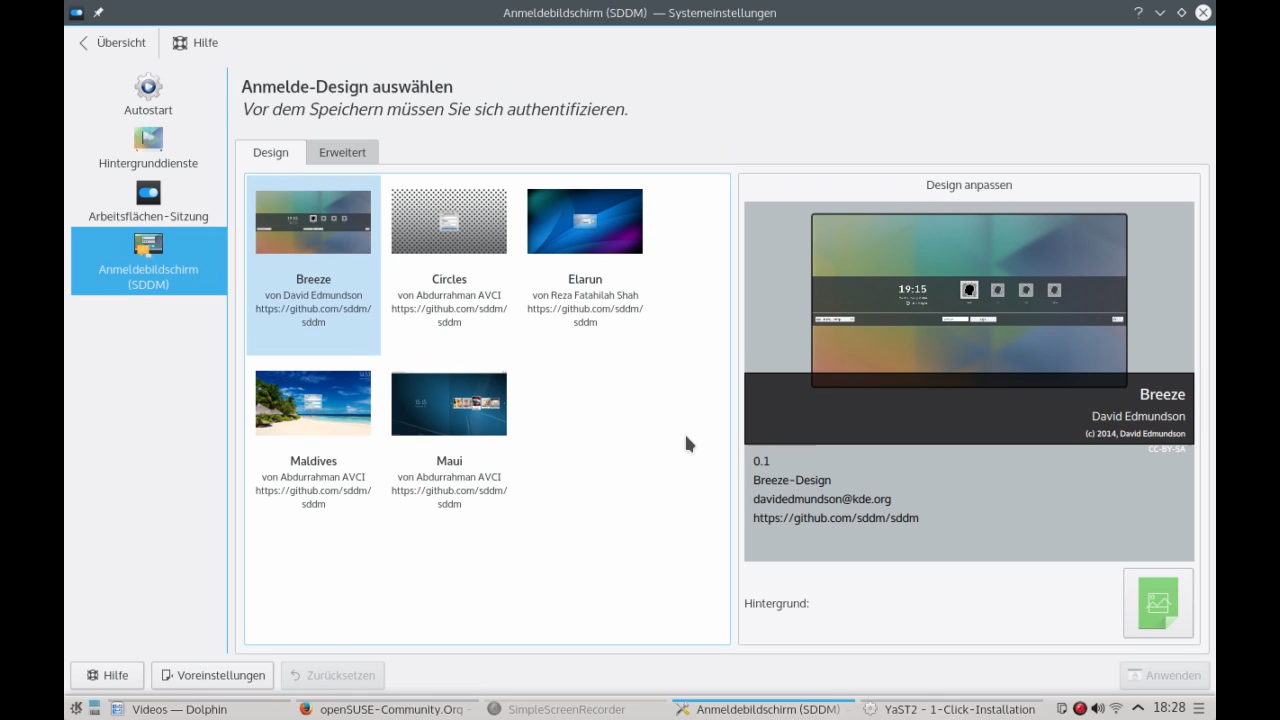 Anmeldebildschirm (SDDM) — Systemeinstellungen
Übersicht
Hilfe
Autostart
Hintergrunddienste
Arbeitsflächen-Sitzung
Anmeldebildschirm
(SDDM)
Anmelde-Design auswählen
Vor dem Speichern müssen Sie sich authentifizieren.
Design
Erweitert
Breeze
von David Edmundson
https://github.com/sddm/
sddm
Circles
von Abdurrahman AVCI
https://github.com/sddm/
sddm
Elarun
von Reza Fatahilah Shah
https://github.com/sddm/
sddm
Maldives
von Abdurrahman AVCI
https://github.com/sddm/
sddm
Maui
von Abdurrahman AVCI
https://github.com/sddm/
sddm
Design anpassen
19:15
Breeze
David Edmundson
(c) 2014, David Edmundson
CC-BY-SA
0.1
Breeze-Design
davidedmundson@kde.org
https://github.com/sddm/sddm
Hintergrund:
Hilfe
Voreinstellungen
Zurücksetzen
Anwenden
Videos — Dolphin
openSUSE-Community.Org -
SimpleScreenRecorder
Anmeldebildschirm (SDDM)
YaST2 - 1-Click-Installation
18:28